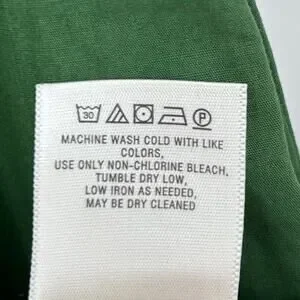 30 P
MACHINE WASH COLD WITH LIKE
COLORS,
USE ONLY NON-CHLORINE BLEACH,
TUMBLE DRY LOW,
LOW IRON AS NEEDED,
MAY BE DRY CLEANED